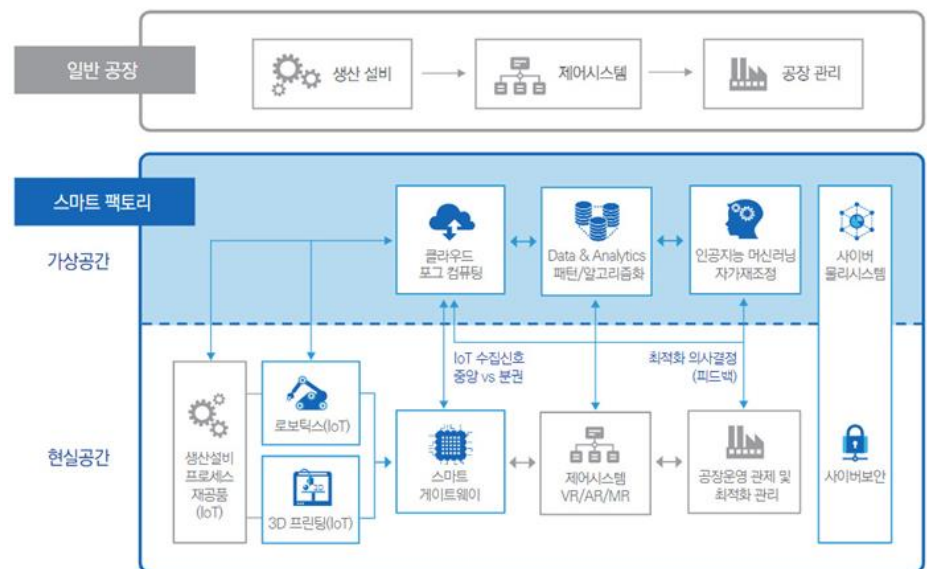 일반 공장
생산 설비
제어시스템
공장 관리
스마트 팩토리
가상공간
클라우드
포그 컴퓨팅
Data & Analytics
패턴/알고리즘화
인공지능 머신러닝
자가재조정
사이버
물리시스템
IoT 수집신호
중앙 vs 분권
최적화 의사결정
(피드백)
현실공간
생산설비
프로세스
재공품
(IoT)
로보틱스(IoT)
3D 프린팅(IoT)
스마트
게이트웨이
제어시스템
VR/AR/MR
공장운영 관제 및
최적화 관리
사이버보안